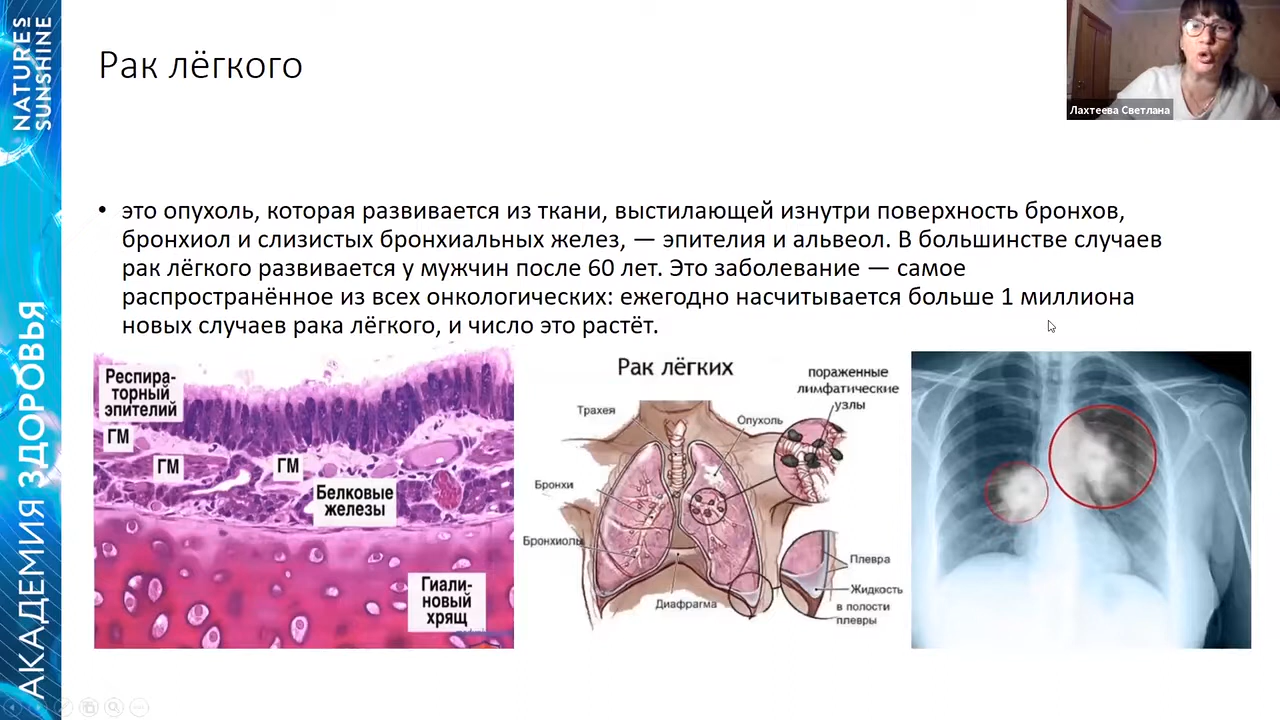 NATURE'S
SUNSHINE
АКАДЕМИЯ ЗДОРОВЬЯ
Рак лёгкого
Лахтеева Светлана
• это опухоль, которая развивается из ткани, выстилающей изнутри поверхность бронхов,
бронхиол и слизистых бронхиальных желез, — эпителия и альвеол. В большинстве случаев
рак лёгкого развивается у мужчин после 60 лет. Это заболевание — самое
распространённое из всех онкологических: ежегодно насчитывается больше 1 миллиона
новых случаев рака лёгкого, и число это растёт.
Респира-
торный
эпителий
ГМ
ГМ
ГМ
Белковые
железы
Гиали-
новый
хрящ
Рак лёгких
пораженные
лимфатические
узлы
Трахея
Опухоль
Бронхи
Бронхиолы
Плевра
Диафрагма
Жидкость
в полости
плевры